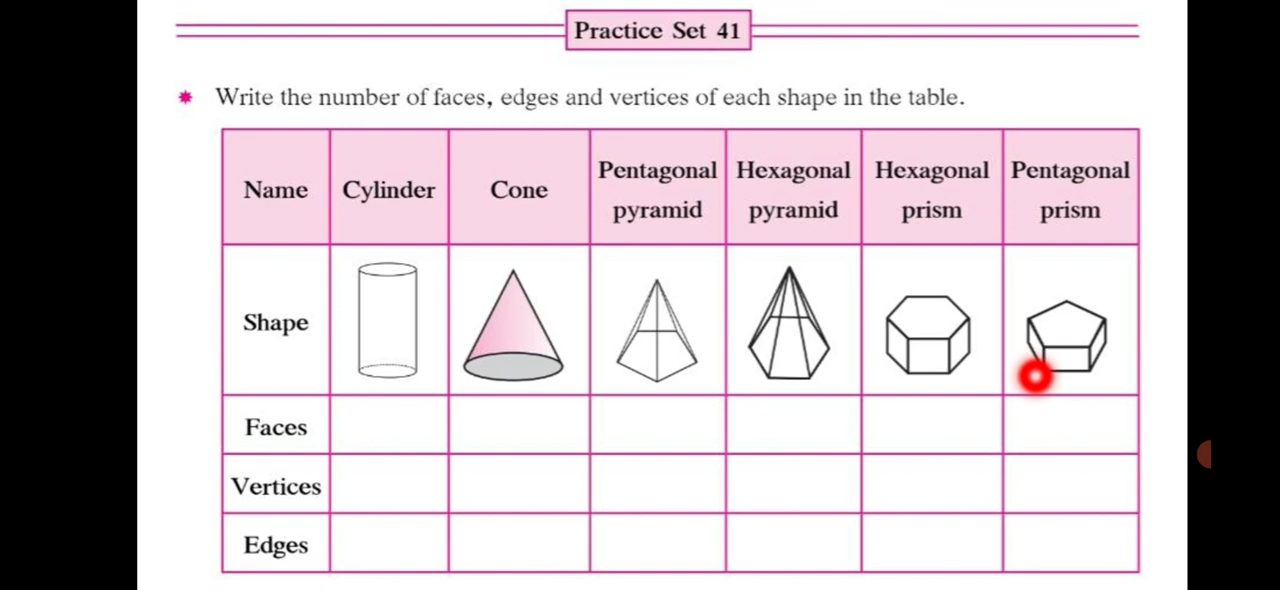 Practice Set 41
Write the number of faces, edges and vertices of each shape in the table.
Name Cylinder Cone Pentagonal pyramid Hexagonal pyramid Hexagonal prism Pentagonal prism
Shape
Faces
Vertices
Edges